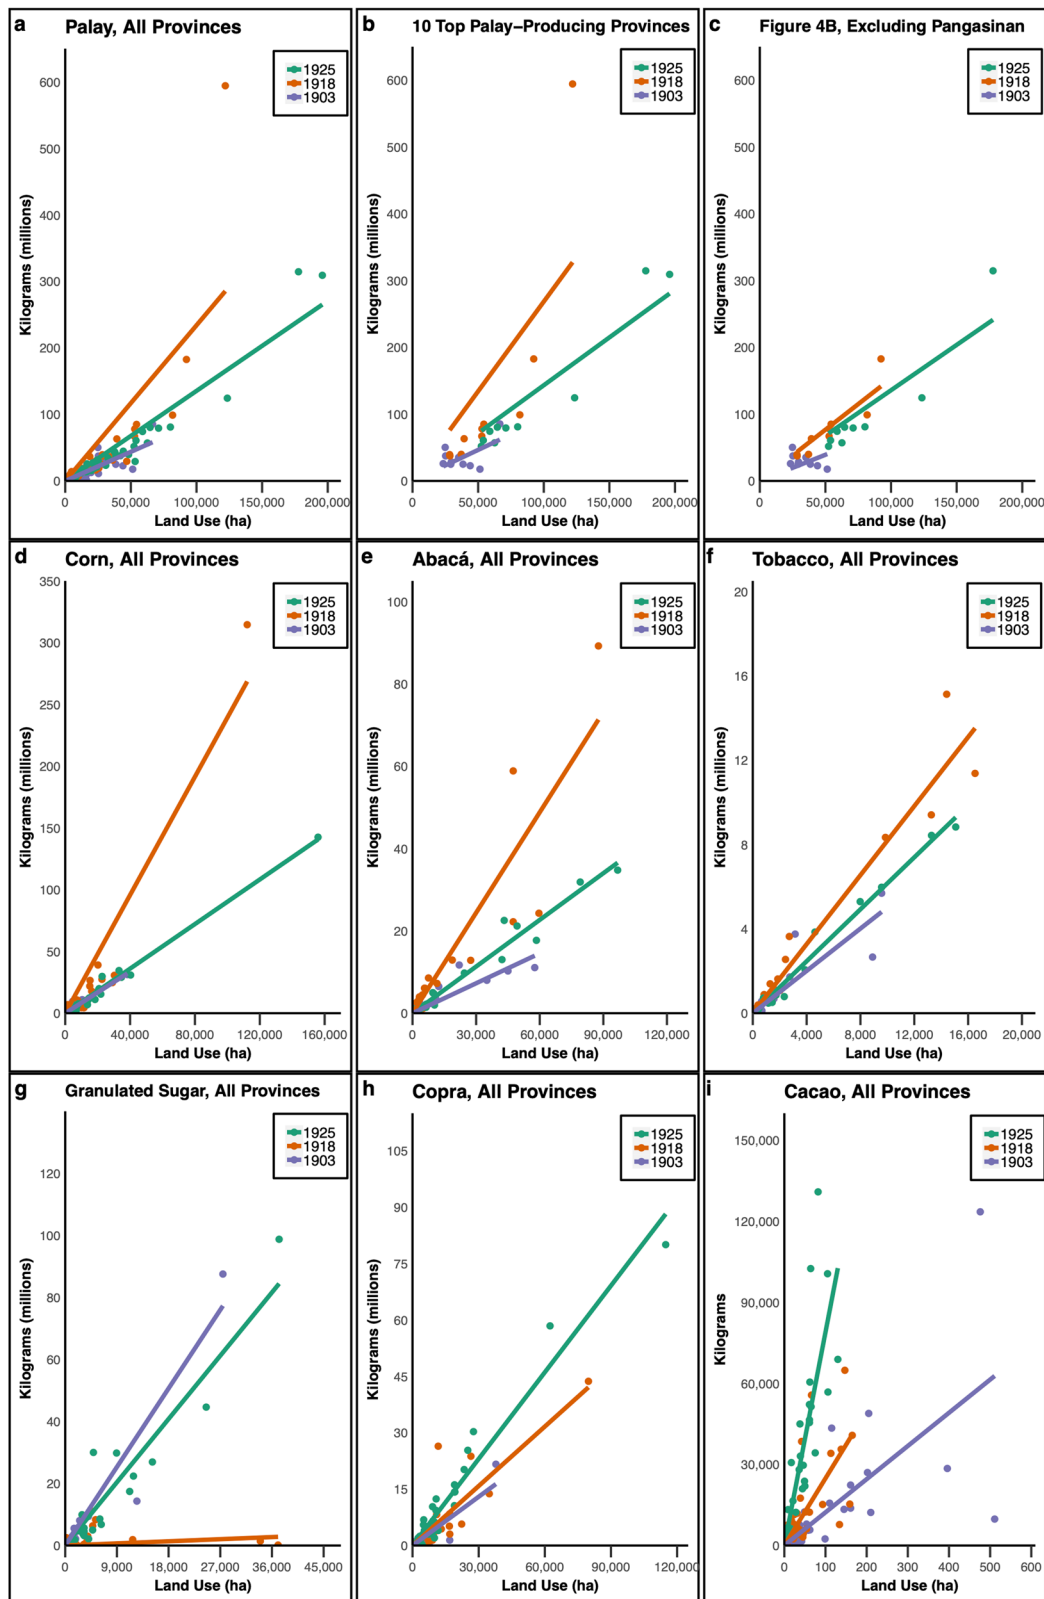 a Palay, All Provinces
1925
1918
1903
600
500
400
300
200
100
0
Kilograms (millions)
0 50,000 100,000 150,000 200,000
Land Use (ha)
b 10 Top Palay–Producing Provinces
1925
1918
1903
600
500
400
300
200
100
0
Kilograms (millions)
0 50,000 100,000 150,000 200,000
Land Use (ha)
c Figure 4B, Excluding Pangasinan
1925
1918
1903
600
500
400
300
200
100
0
Kilograms (millions)
0 50,000 100,000 150,000 200,000
Land Use (ha)
d Corn, All Provinces
1925
1918
1903
350
300
250
200
150
100
50
0
Kilograms (millions)
0 40,000 80,000 120,000 160,000
Land Use (ha)
e Abacá, All Provinces
1925
1918
1903
100
80
60
40
20
0
Kilograms (millions)
0 30,000 60,000 90,000 120,000
Land Use (ha)
f Tobacco, All Provinces
1925
1918
1903
20
16
12
8
4
0
Kilograms (millions)
0 4,000 8,000 12,000 16,000 20,000
Land Use (ha)
g Granulated Sugar, All Provinces
1925
1918
1903
120
100
80
60
40
20
0
Kilograms (millions)
0 9,000 18,000 27,000 36,000 45,000
Land Use (ha)
h Copra, All Provinces
1925
1918
1903
105
90
75
60
45
30
15
0
Kilograms (millions)
0 30,000 60,000 90,000 120,000
Land Use (ha)
i Cacao, All Provinces
1925
1918
1903
150,000
120,000
90,000
60,000
30,000
0
Kilograms
0 100 200 300 400 500 600
Land Use (ha)